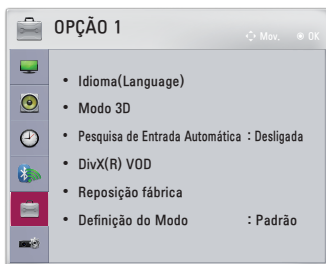 OPÇÃO 1
Mov. OK
• Idioma(Language)
• Modo 3D
• Pesquisa de Entrada Automática : Desligada
• DivX(R) VOD
• Reposição fábrica
• Definição do Modo : Padrão